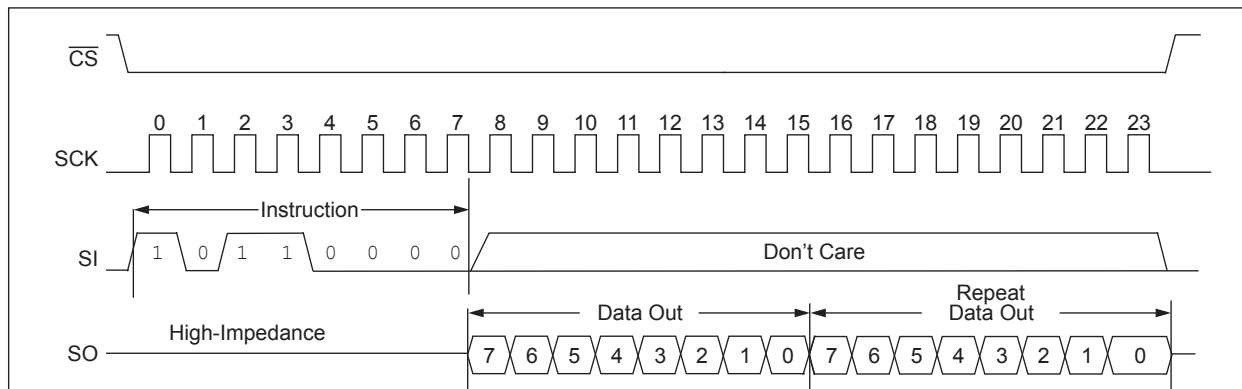 CS
0 1 2 3 4 5 6 7 8 9 10 11 12 13 14 15 16 17 18 19 20 21 22 23
SCK
Instruction
SI 1 0 1 1 0 0 0 0 Don't Care
Repeat
High-Impedance Data Out Data Out
SO 7 6 5 4 3 2 1 0 7 6 5 4 3 2 1 0